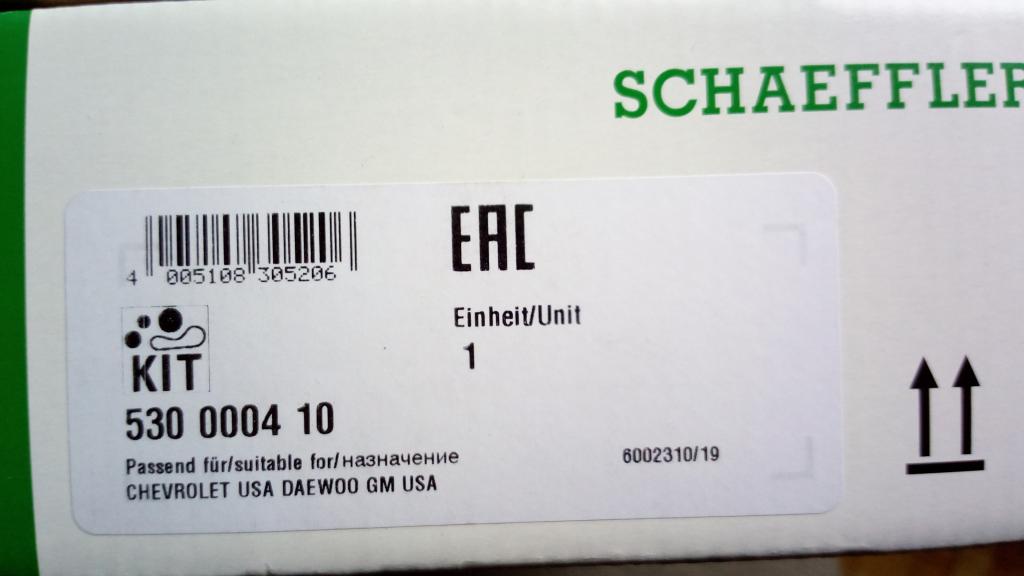 SCHAEFFLER
EAC
4 005108 305206
Einheit/Unit
1
KIT
530 0004 10
Passend für/suitable for/назначение
6002310/19
CHEVROLET USA DAEWOO GM USA